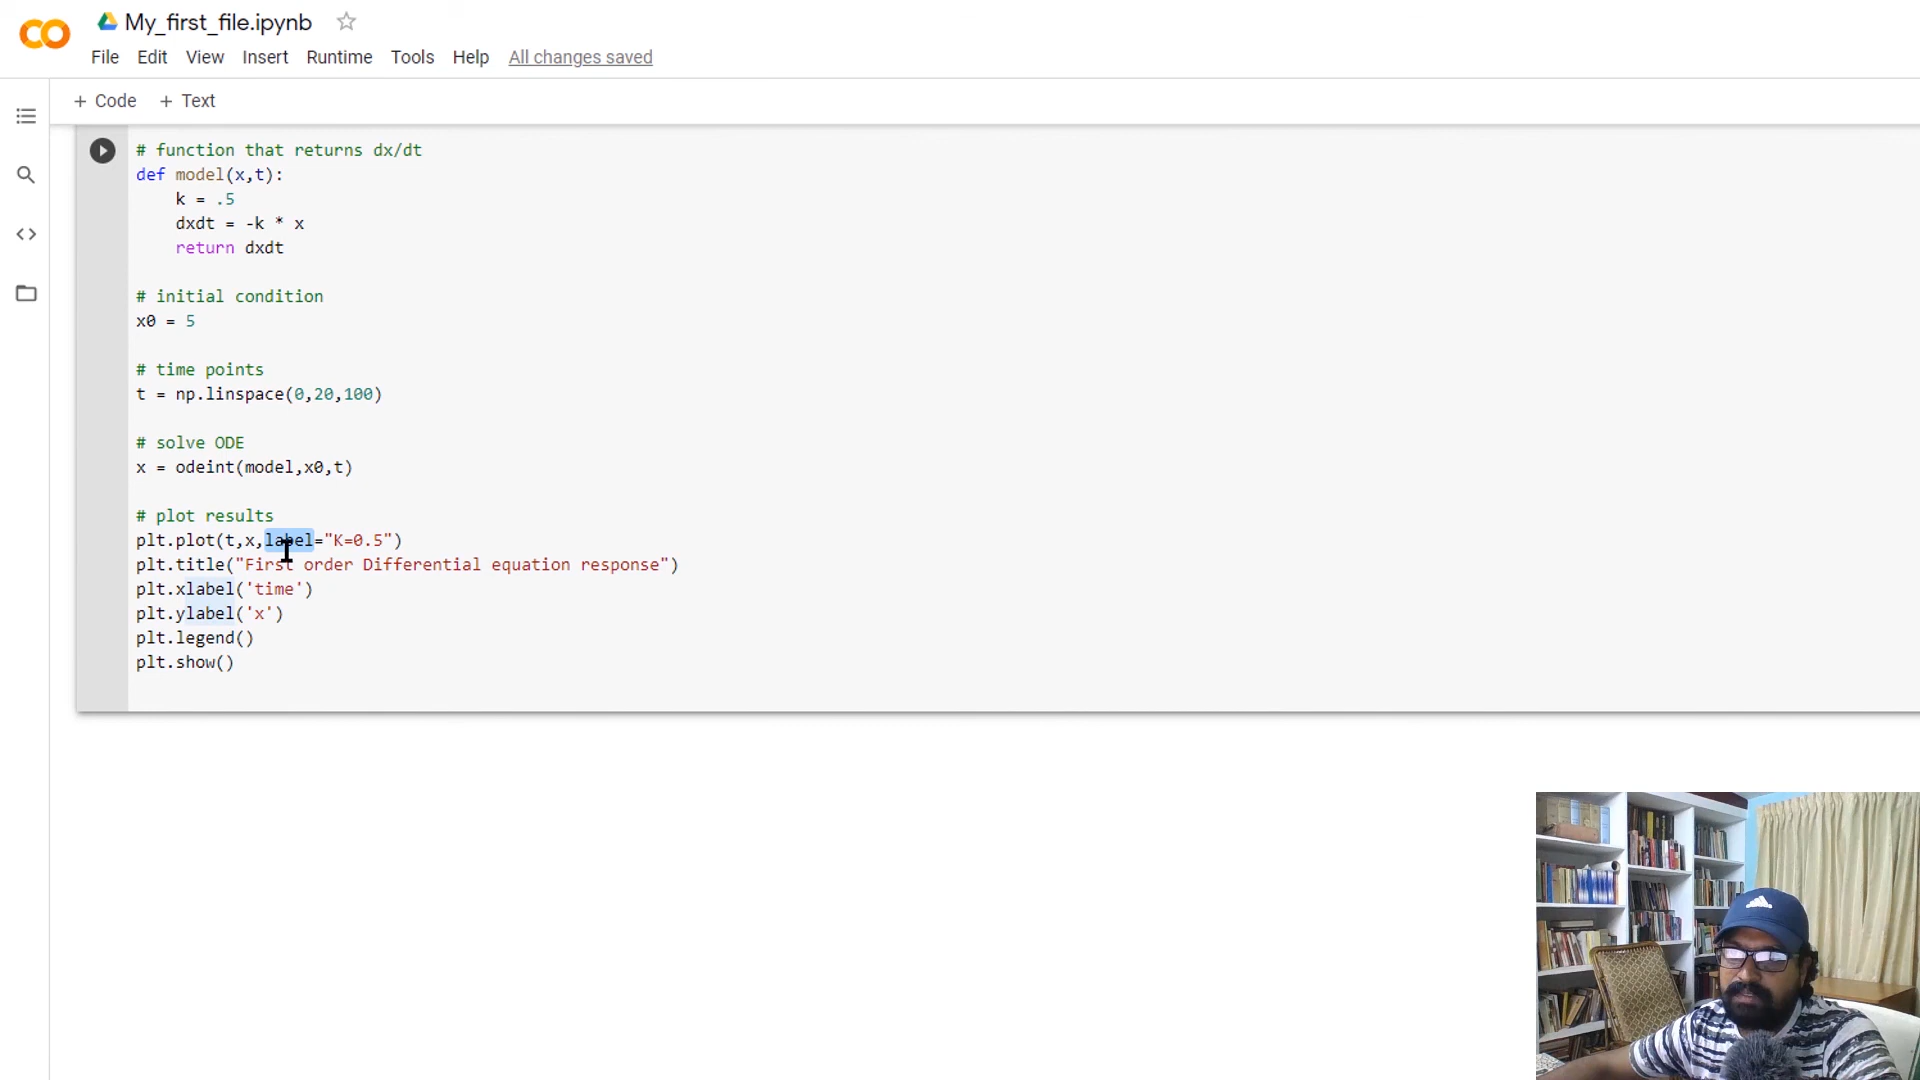 My_first_file.ipynb
File Edit View Insert Runtime Tools Help All changes saved
+ Code + Text
# function that returns dx/dt
def model(x,t):
    k = .5
    dxdt = -k * x
    return dxdt
# initial condition
x0 = 5
# time points
t = np.linspace(0,20,100)
# solve ODE
x = odeint(model,x0,t)
# plot results
plt.plot(t,x,label="K=0.5")
plt.title("First order Differential equation response")
plt.xlabel('time')
plt.ylabel('x')
plt.legend()
plt.show()